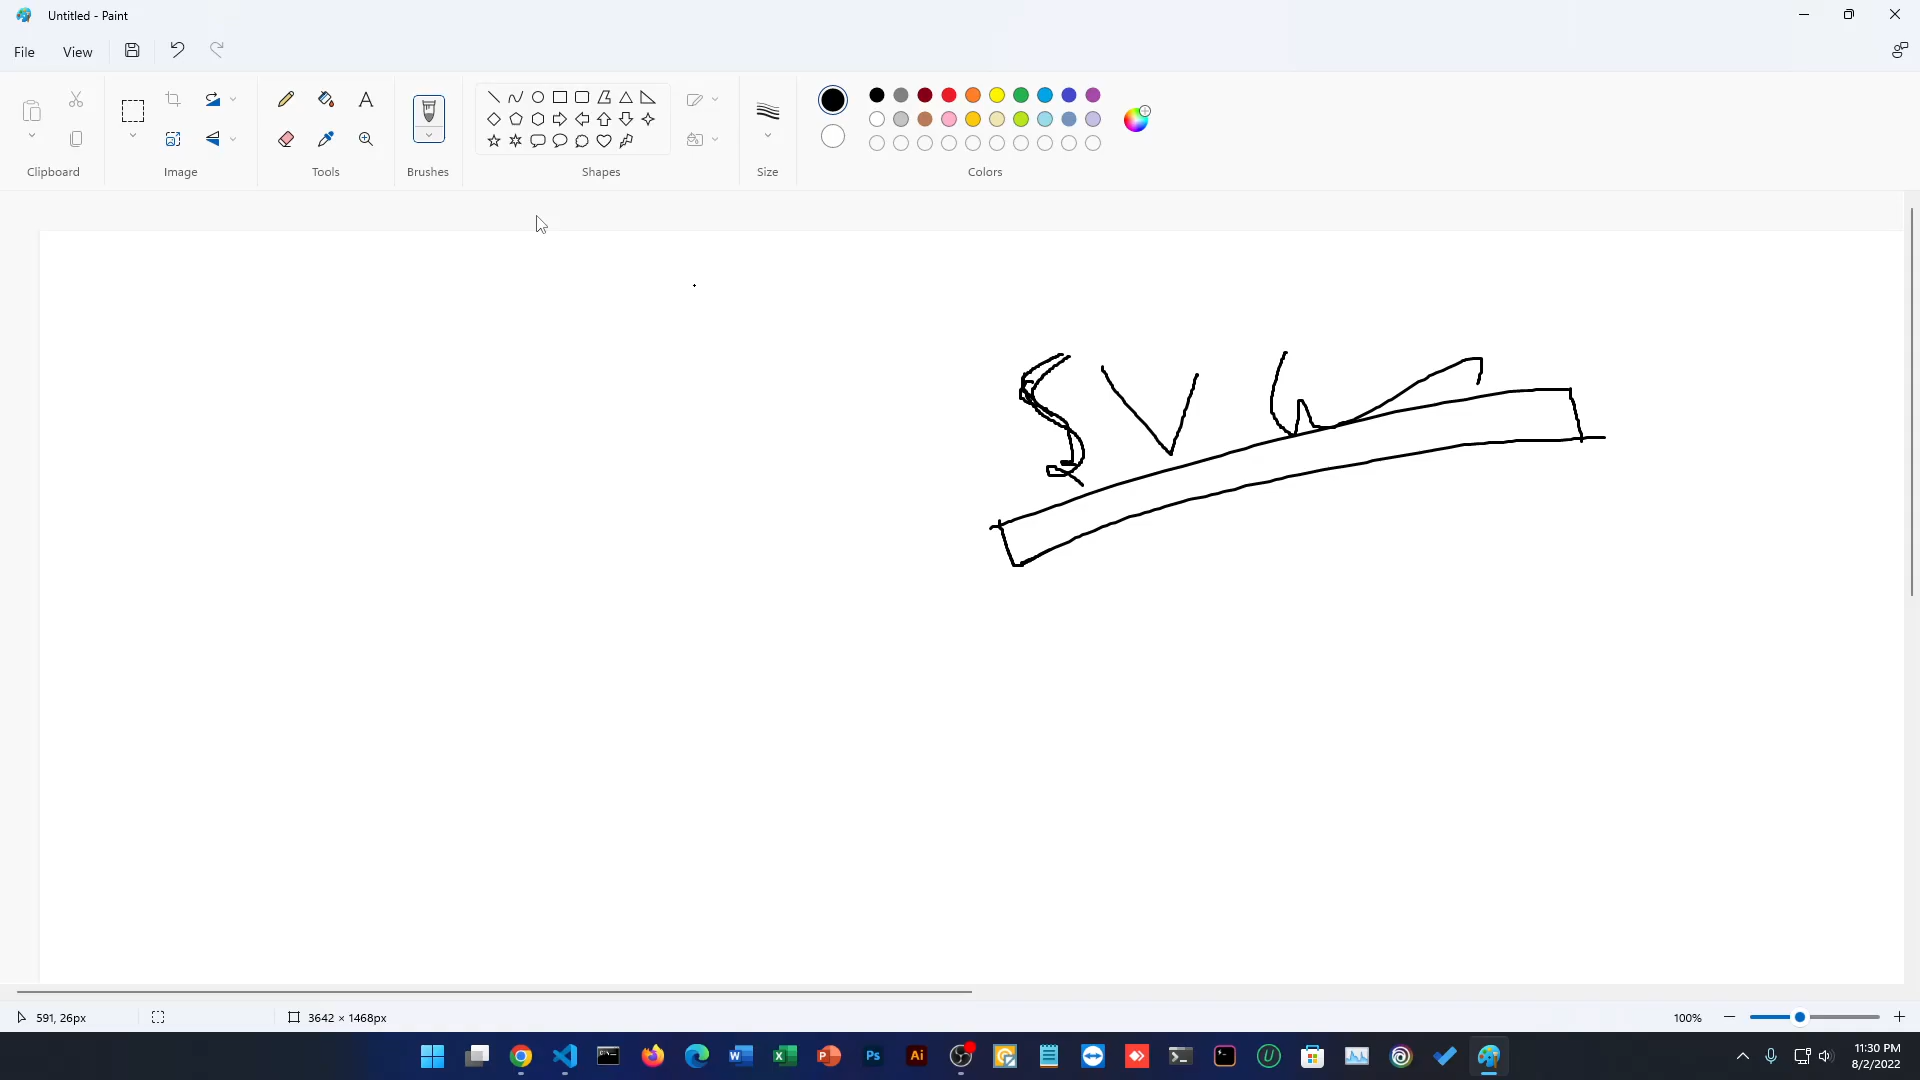 Untitled - Paint
File View
Clipboard Image Tools Brushes Shapes Size Colors
S V
591, 26px 3642 × 1468px 100%
11:30 PM
8/2/2022